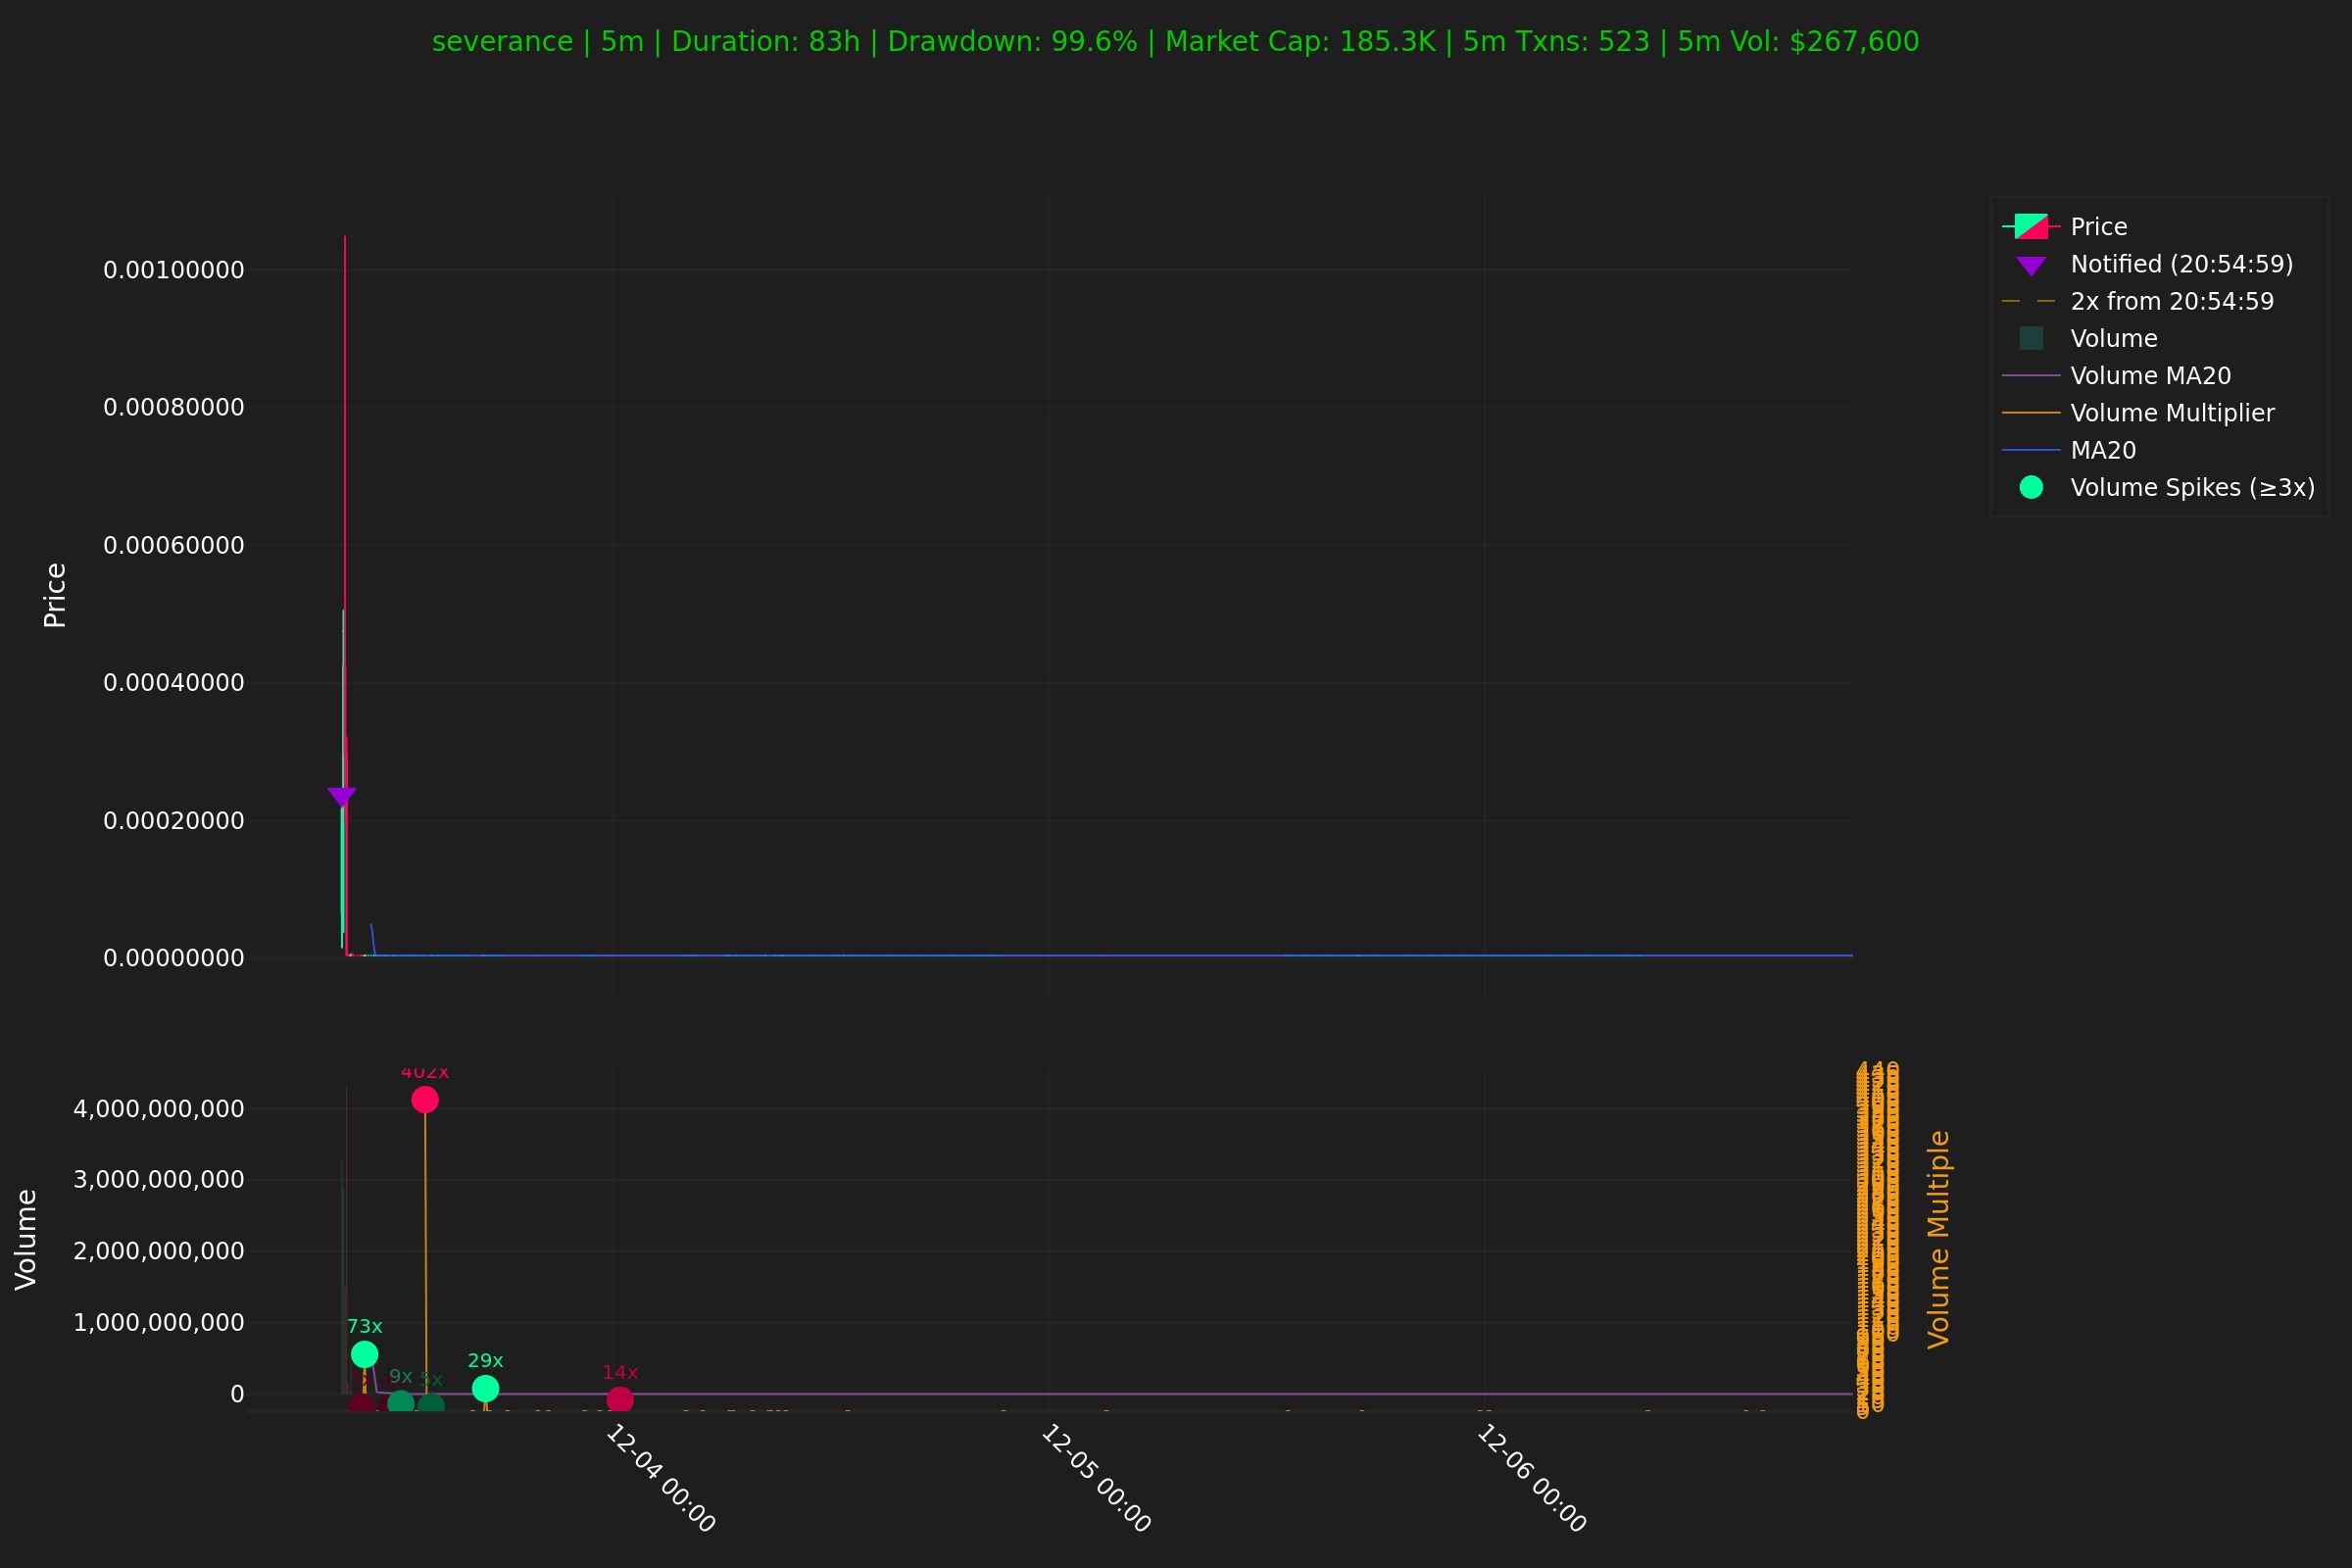 severance | 5m | Duration: 83h | Drawdown: 99.6% | Market Cap: 185.3K | 5m Txns: 523 | 5m Vol: $267,600
Price
Notified (20:54:59)
2x from 20:54:59
Volume
Volume MA20
Volume Multiplier
MA20
Volume Spikes (≥3x)
Price
0.00100000
0.00080000
0.00060000
0.00040000
0.00020000
0.00000000
Volume
4,000,000,000
3,000,000,000
2,000,000,000
1,000,000,000
0
402x
73x
9x
5x
29x
14x
Volume Multiple
12-04 00:00
12-05 00:00
12-06 00:00